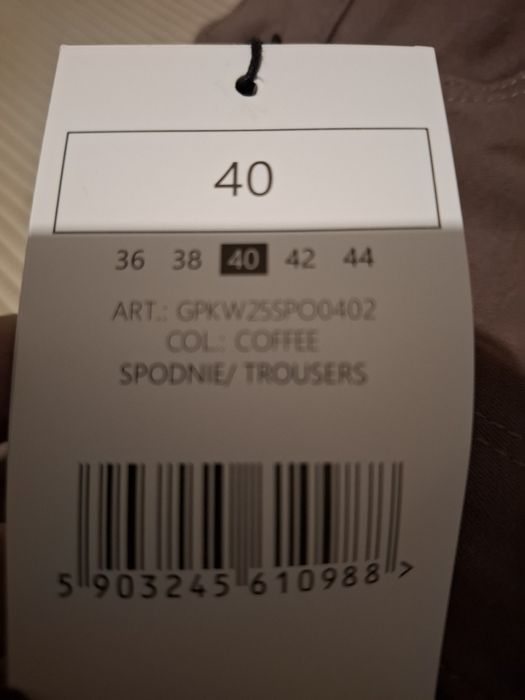 40
36 38 40 42 44
ART.: GPKW25SPO0402
COL.: COFFEE
SPODNIE/ TROUSERS
5 903245 610988 >